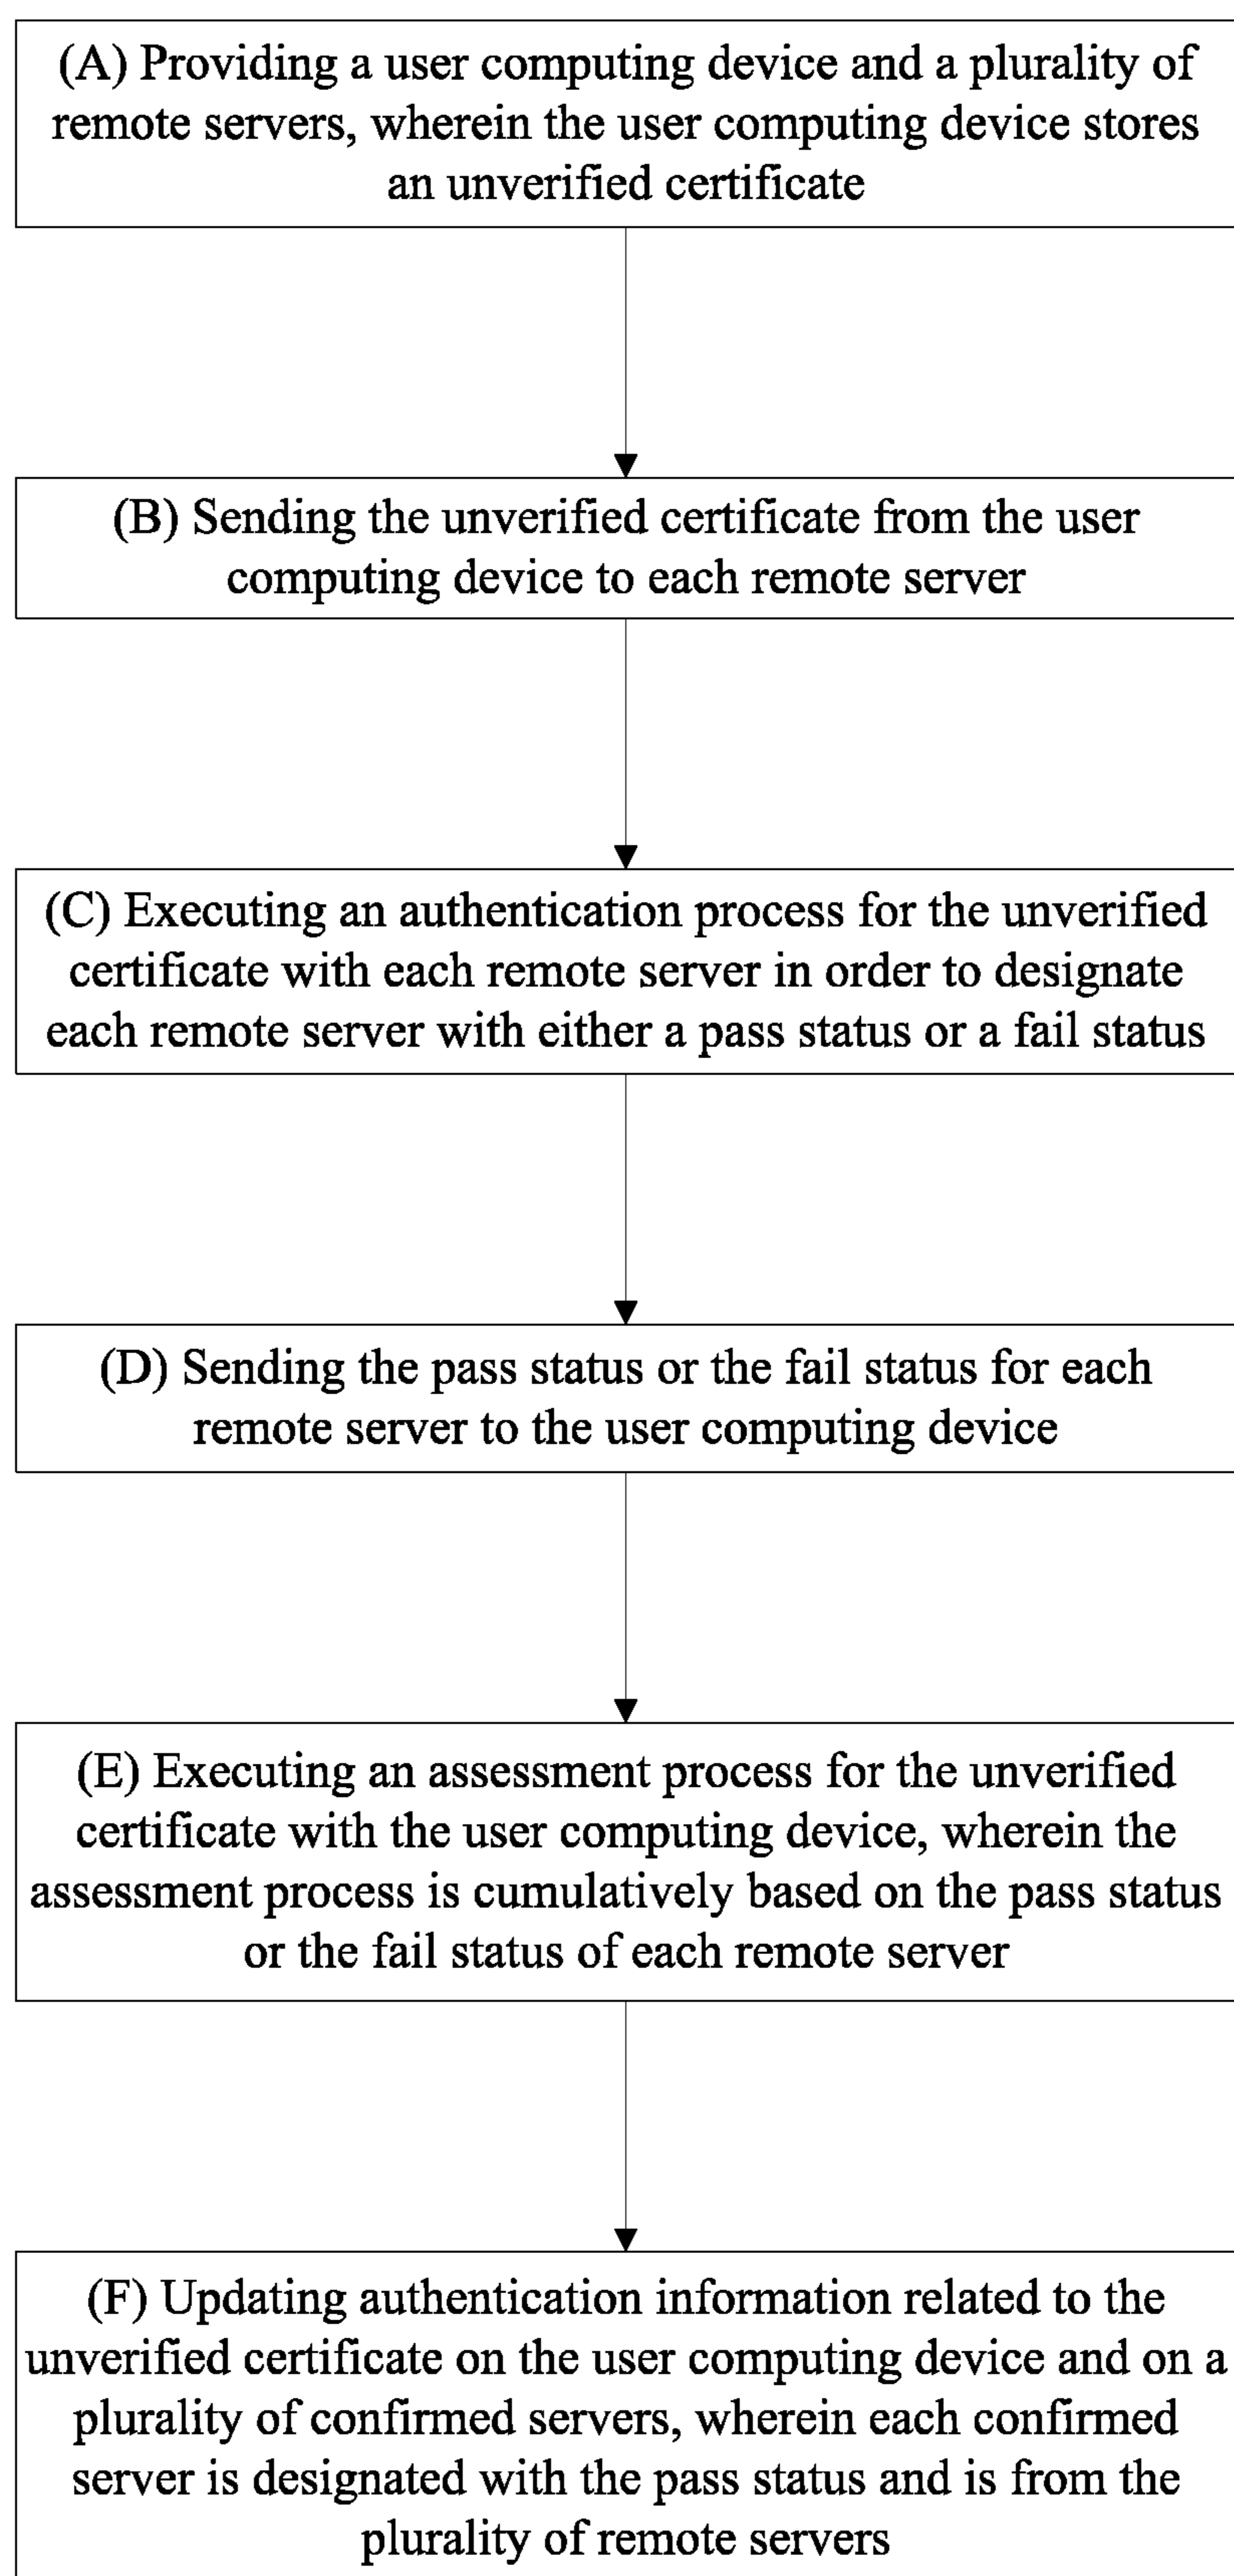 (A) Providing a user computing device and a plurality of
remote servers, wherein the user computing device stores
an unverified certificate
(B) Sending the unverified certificate from the user
computing device to each remote server
(C) Executing an authentication process for the unverified
certificate with each remote server in order to designate
each remote server with either a pass status or a fail status
(D) Sending the pass status or the fail status for each
remote server to the user computing device
(E) Executing an assessment process for the unverified
certificate with the user computing device, wherein the
assessment process is cumulatively based on the pass status
or the fail status of each remote server
(F) Updating authentication information related to the
unverified certificate on the user computing device and on a
plurality of confirmed servers, wherein each confirmed
server is designated with the pass status and is from the
plurality of remote servers